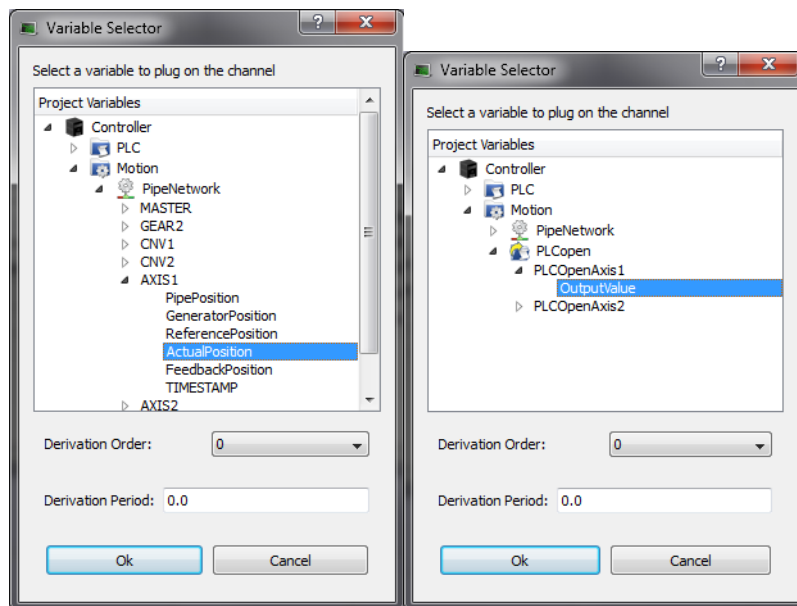 Variable Selector
Select a variable to plug on the channel
Project Variables
Controller
PLC
Motion
PipeNetwork
MASTER
GEAR2
CNV1
CNV2
AXIS1
PipePosition
GeneratorPosition
ReferencePosition
ActualPosition
FeedbackPosition
TIMESTAMP
AXIS2
Derivation Order: 0
Derivation Period: 0.0
Ok Cancel
Variable Selector
Select a variable to plug on the channel
Project Variables
Controller
PLC
Motion
PipeNetwork
PLCopen
PLCOpenAxis1
OutputValue
PLCOpenAxis2
Derivation Order: 0
Derivation Period: 0.0
Ok Cancel